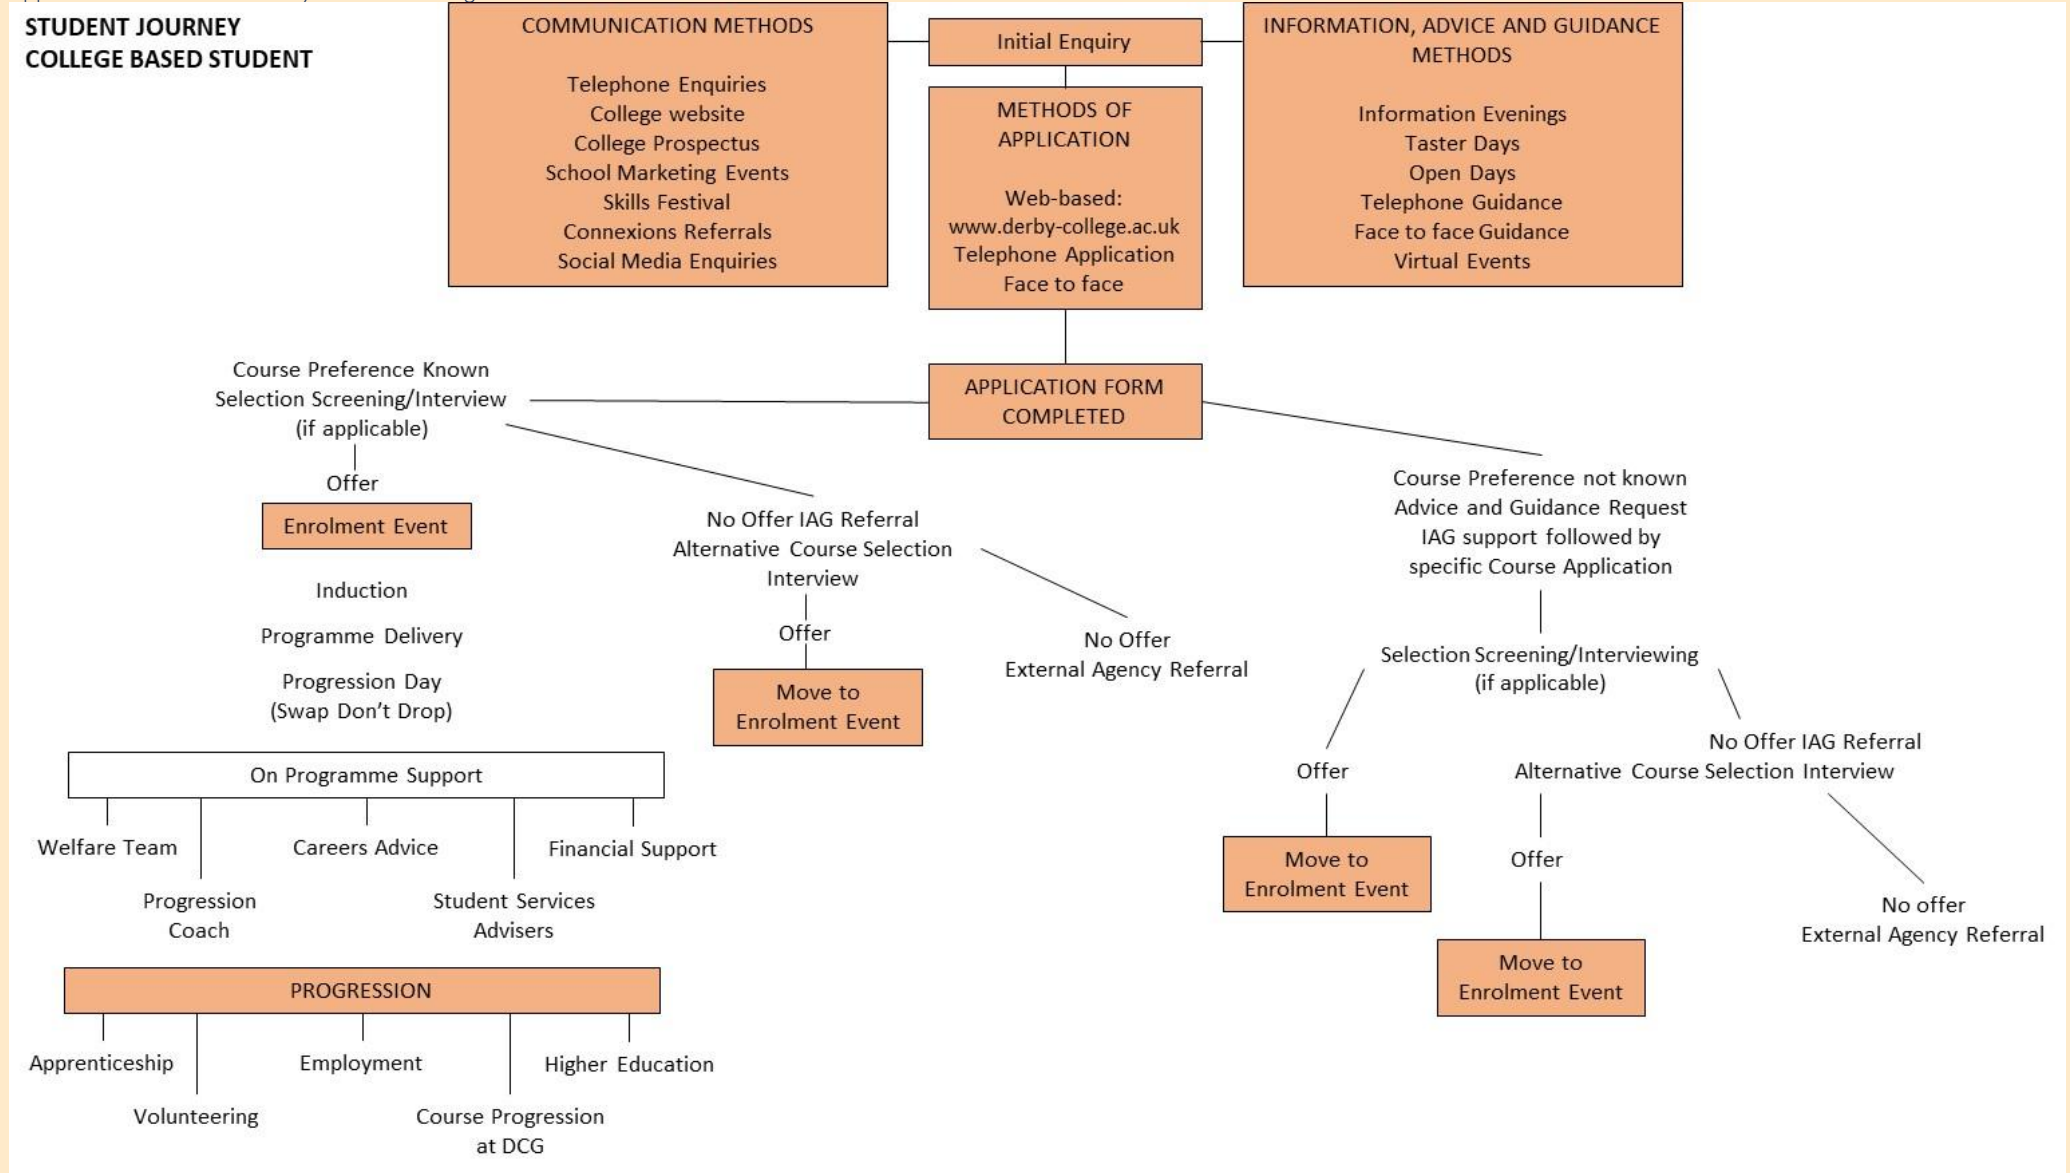 STUDENT JOURNEY
COLLEGE BASED STUDENT
COMMUNICATION METHODS
Telephone Enquiries
College website
College Prospectus
School Marketing Events
Skills Festival
Connexions Referrals
Social Media Enquiries
Initial Enquiry
METHODS OF
APPLICATION
Web-based:
www.derby-college.ac.uk
Telephone Application
Face to face
INFORMATION, ADVICE AND GUIDANCE
METHODS
Information Evenings
Taster Days
Open Days
Telephone Guidance
Face to face Guidance
Virtual Events
APPLICATION FORM
COMPLETED
Course Preference Known
Selection Screening/Interview
(if applicable)
Offer
Enrolment Event
Induction
Programme Delivery
Progression Day
(Swap Don’t Drop)
On Programme Support
Welfare Team
Progression
Coach
Careers Advice
Student Services
Advisers
Financial Support
PROGRESSION
Apprenticeship
Volunteering
Employment
Course Progression
at DCG
Higher Education
No Offer IAG Referral
Alternative Course Selection
Interview
Offer
Move to
Enrolment Event
No Offer
External Agency Referral
Course Preference not known
Advice and Guidance Request
IAG support followed by
specific Course Application
Selection Screening/Interviewing
(if applicable)
Offer
Move to
Enrolment Event
No Offer IAG Referral
Alternative Course Selection Interview
Offer
Move to
Enrolment Event
No offer
External Agency Referral